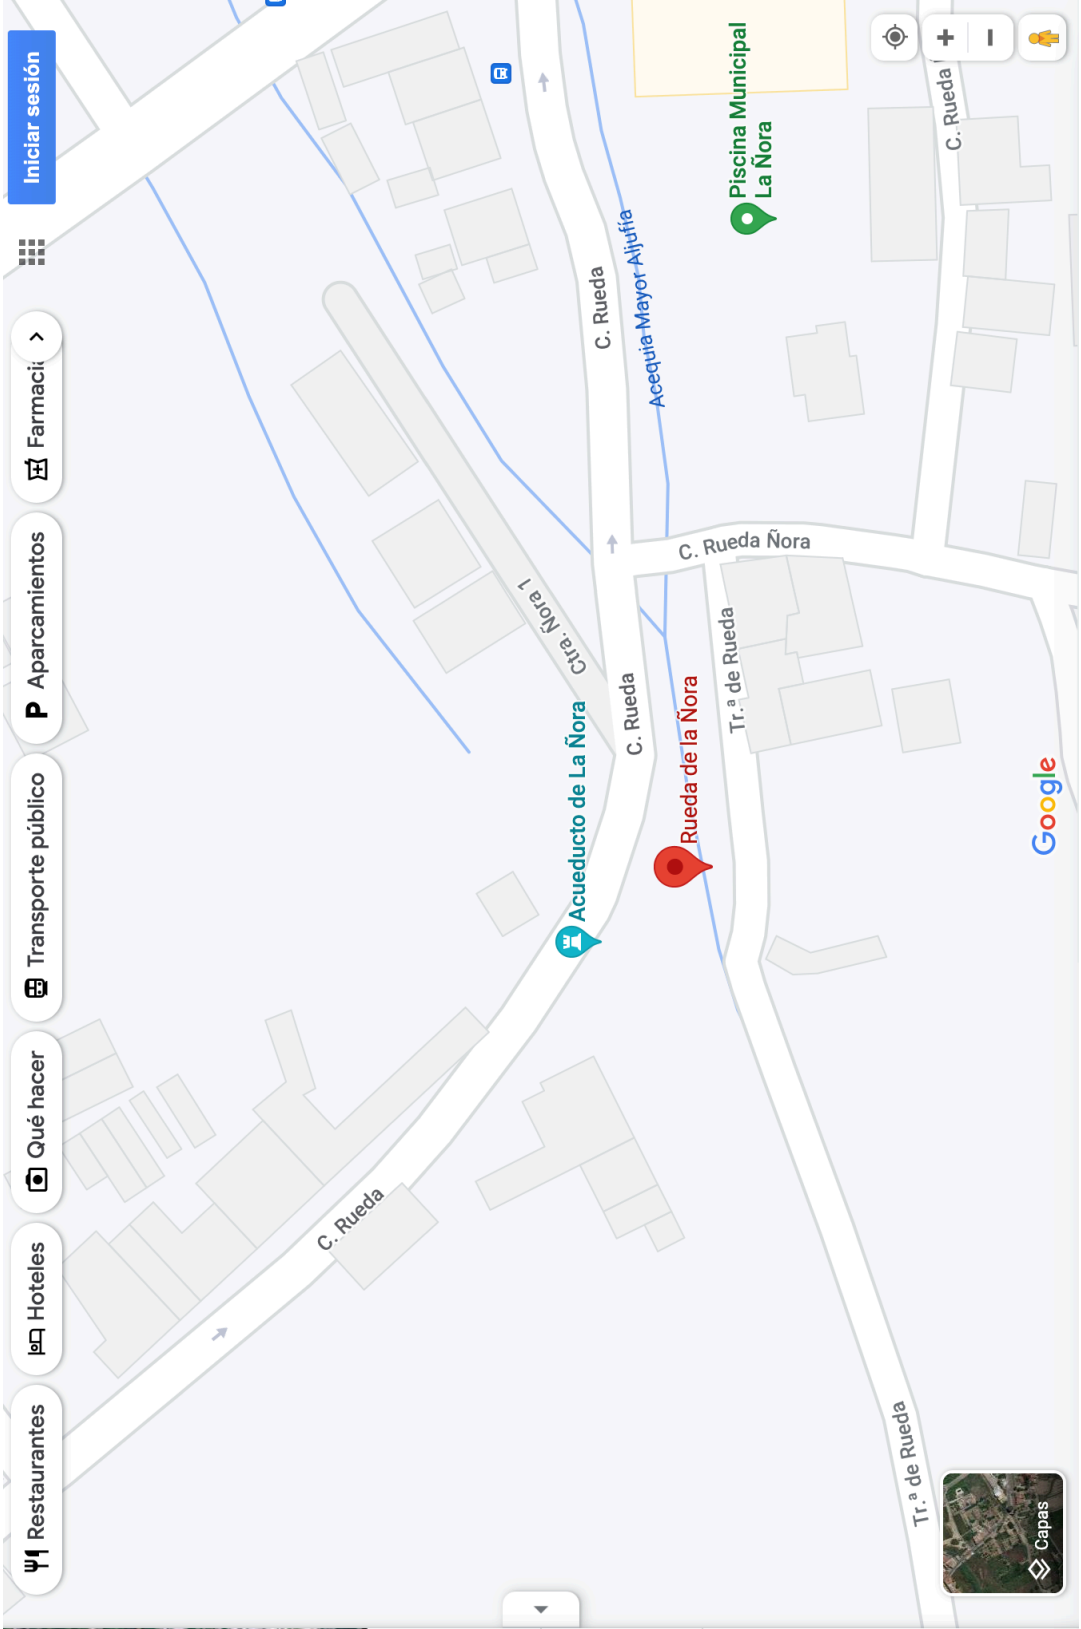 Restaurantes
Hoteles
Qué hacer
Transporte público
P Aparcamientos
Farmacia
Iniciar sesión
C. Rueda
Acueducto de La Ñora
Ctra. Ñora 1
C. Rueda
C. Rueda
Acequia Mayor Aljufía
Rueda de la Ñora
Tr.ª de Rueda
C. Rueda Ñora
Piscina Municipal
La Ñora
C. Rueda
Tr.ª de Rueda
Capas
Google